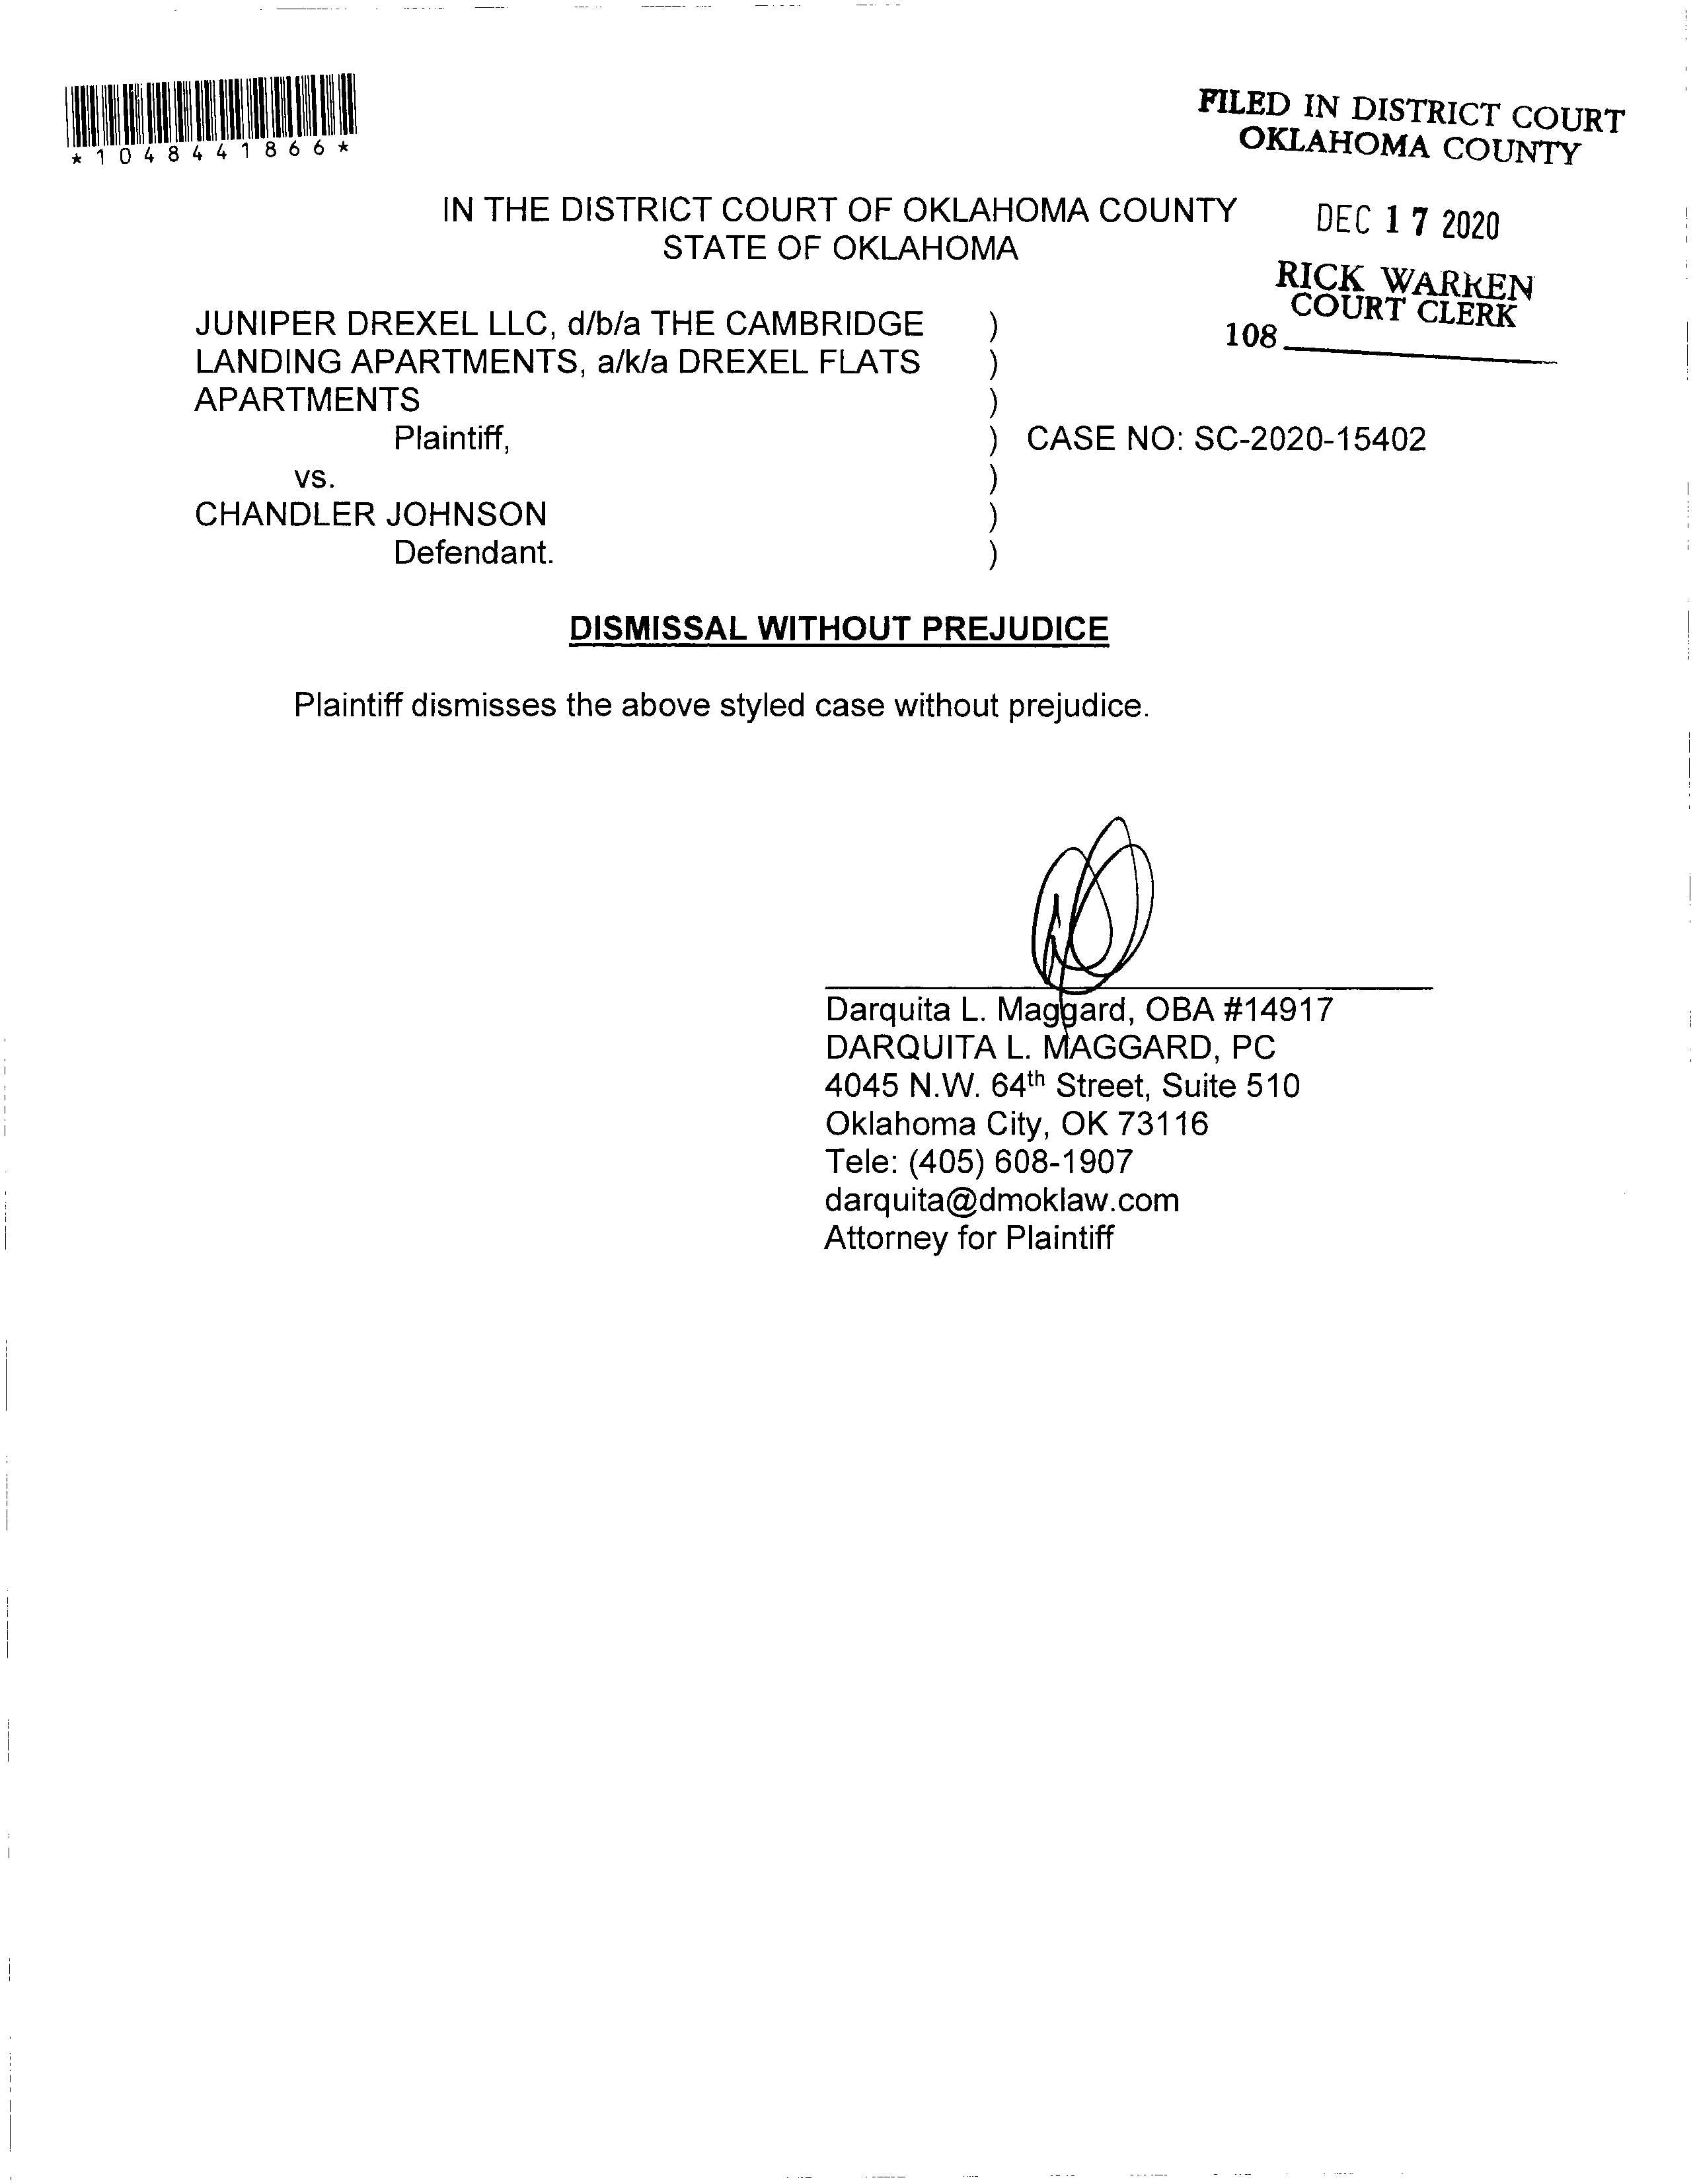 *1048441866*
FILED IN DISTRICT COURT
OKLAHOMA COUNTY
IN THE DISTRICT COURT OF OKLAHOMA COUNTY
STATE OF OKLAHOMA
DEC 17 2020
RICK WARREN
COURT CLERK
108
JUNIPER DREXEL LLC, d/b/a THE CAMBRIDGE )
LANDING APARTMENTS, a/k/a DREXEL FLATS )
APARTMENTS )
Plaintiff, ) CASE NO: SC-2020-15402
vs. )
CHANDLER JOHNSON )
Defendant. )
DISMISSAL WITHOUT PREJUDICE
Plaintiff dismisses the above styled case without prejudice.
Darquita L. Maggard, OBA #14917
DARQUITA L. MAGGARD, PC
4045 N.W. 64th Street, Suite 510
Oklahoma City, OK 73116
Tele: (405) 608-1907
darquita@dmoklaw.com
Attorney for Plaintiff